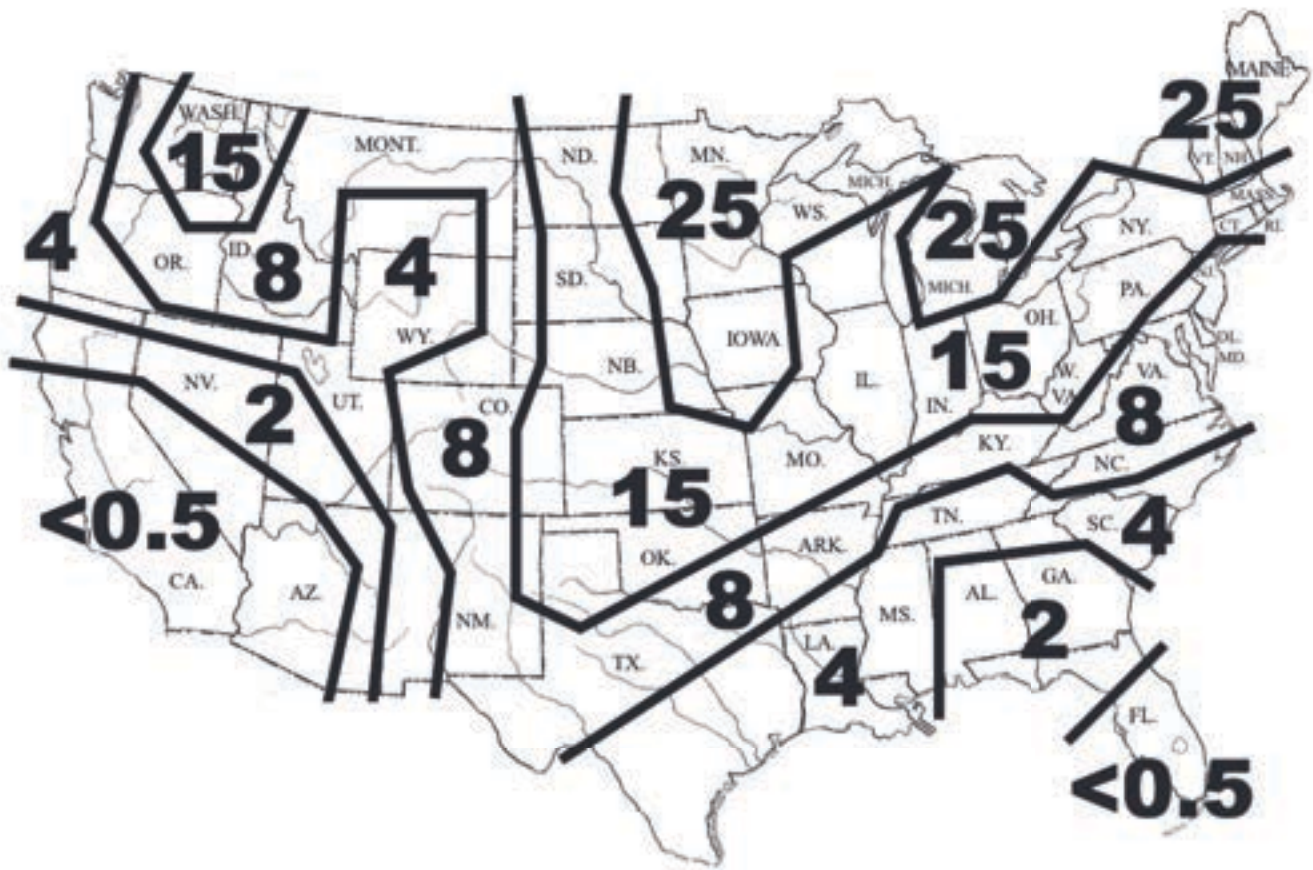 MAINE
25
WASH.
MONT.
ND.
MN.
VT.
NH.
15
MICH.
MASS.
25
WS.
25
NY.
CT.
RI.
4
OR.
ID.
8
4
SD.
MICH.
PA.
NJ.
WY.
IOWA
OH.
DL.
MD.
NV.
UT.
CO.
NB.
IL.
IN.
15
W.
VA.
VA.
2
8
KS.
MO.
KY.
8
NC.
<0.5
15
TN.
SC.
4
CA.
AZ.
NM.
OK.
ARK.
8
MS.
AL.
GA.
2
TX.
LA.
4
FL.
<0.5